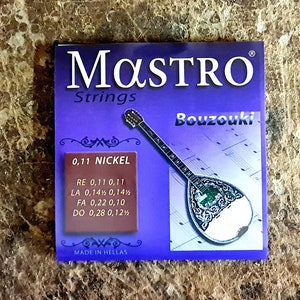 MαSTRO®
Strings
Bouzouki
0,11 NICKEL
RE 0,11 0,11
LA 0,14½ 0,14½
FA 0,22 0,10
DO 0,28 0,12½
MADE IN HELLAS